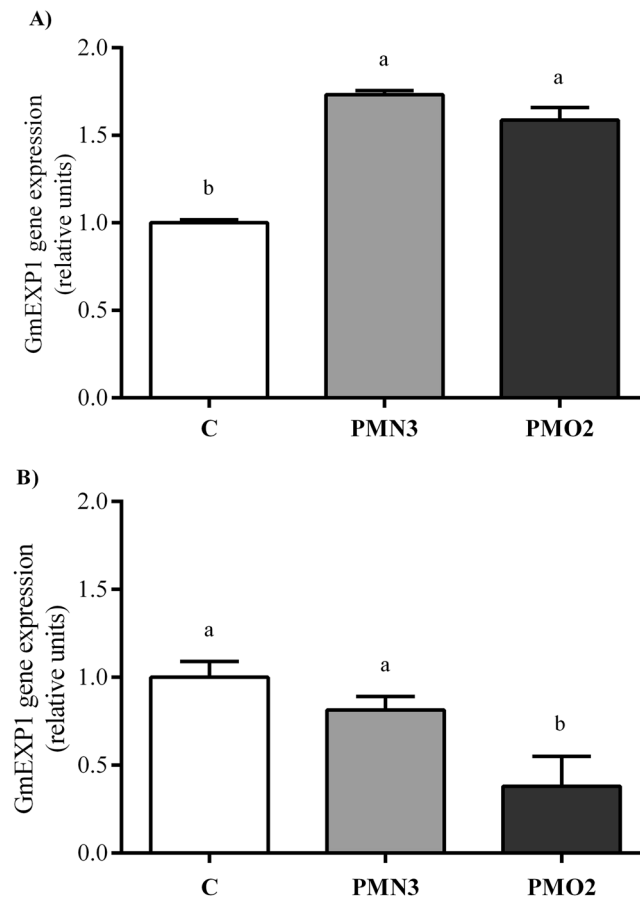 A)
GmEXP1 gene expression
(relative units)
2.0
1.5
1.0
0.5
0.0
b
a
a
C
PMN3
PMO2
B)
GmEXP1 gene expression
(relative units)
2.0
1.5
1.0
0.5
0.0
a
a
b
C
PMN3
PMO2